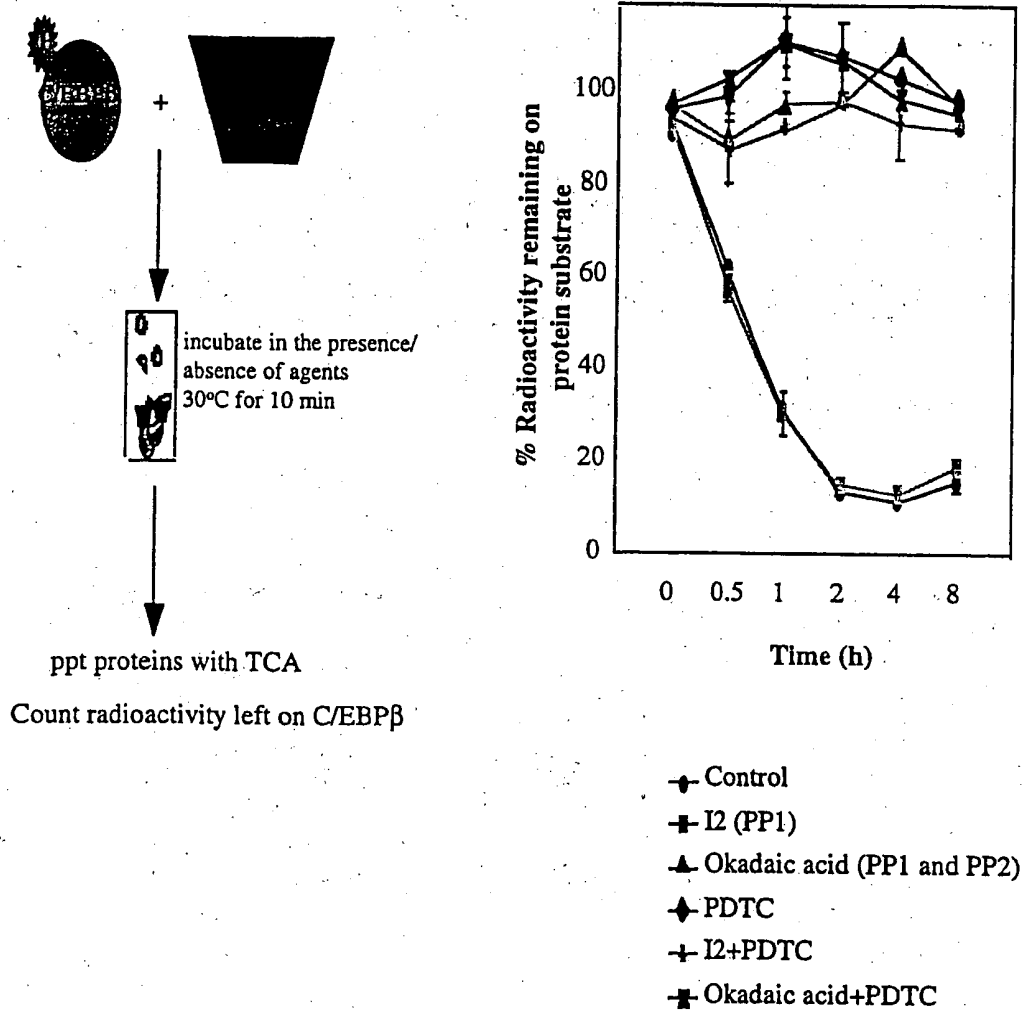 C/EBPβ
+
incubate in the presence/
absence of agents
30°C for 10 min
ppt proteins with TCA
Count radioactivity left on C/EBPβ
% Radioactivity remaining on
protein substrate
100
80
60
40
20
0
0 0.5 1 2 4 8
Time (h)
Control
I2 (PP1)
Okadaic acid (PP1 and PP2)
PDTC
I2+PDTC
Okadaic acid+PDTC